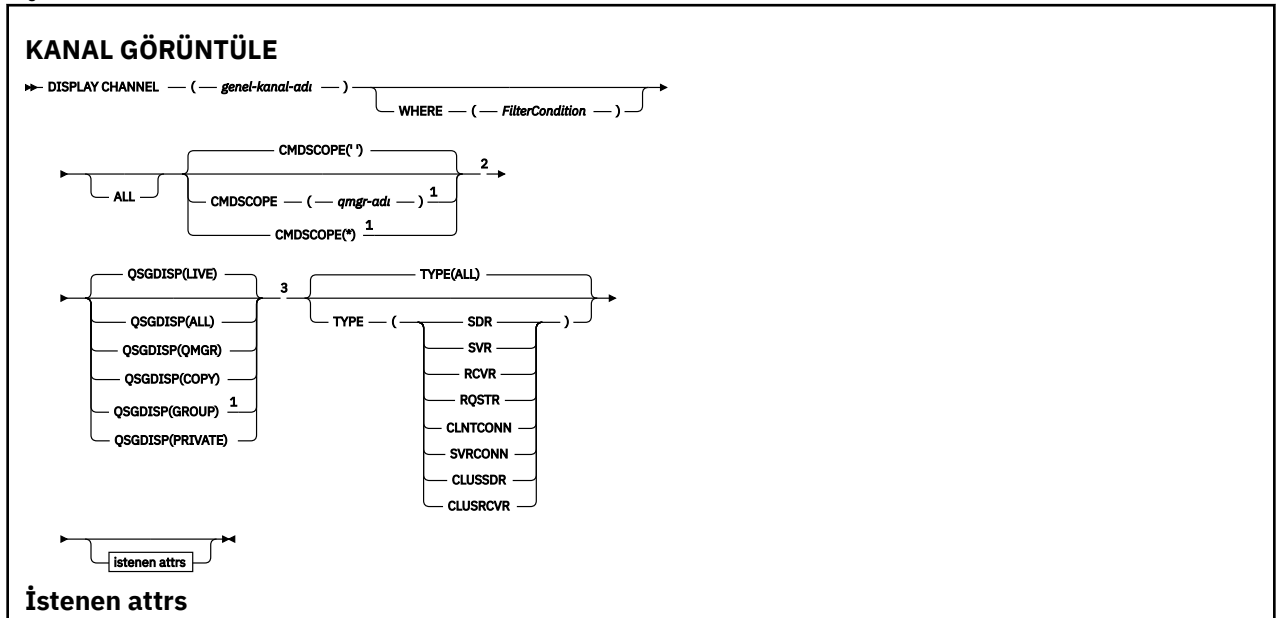 KANAL GÖRÜNTÜLE
DISPLAY CHANNEL ( genel-kanal-adı )
WHERE ( FilterCondition )
ALL
CMDSCOPE(' ')
CMDSCOPE ( qmgr-adı ) 1
CMDSCOPE(*) 1
2
QSGDISP(LIVE)
QSGDISP(ALL)
QSGDISP(QMGR)
QSGDISP(COPY)
QSGDISP(GROUP) 1
QSGDISP(PRIVATE)
3
TYPE(ALL)
TYPE ( SDR )
SVR
RCVR
RQSTR
CLNTCONN
SVRCONN
CLUSSDR
CLUSRCVR
istenen attrs
İstenen attrs